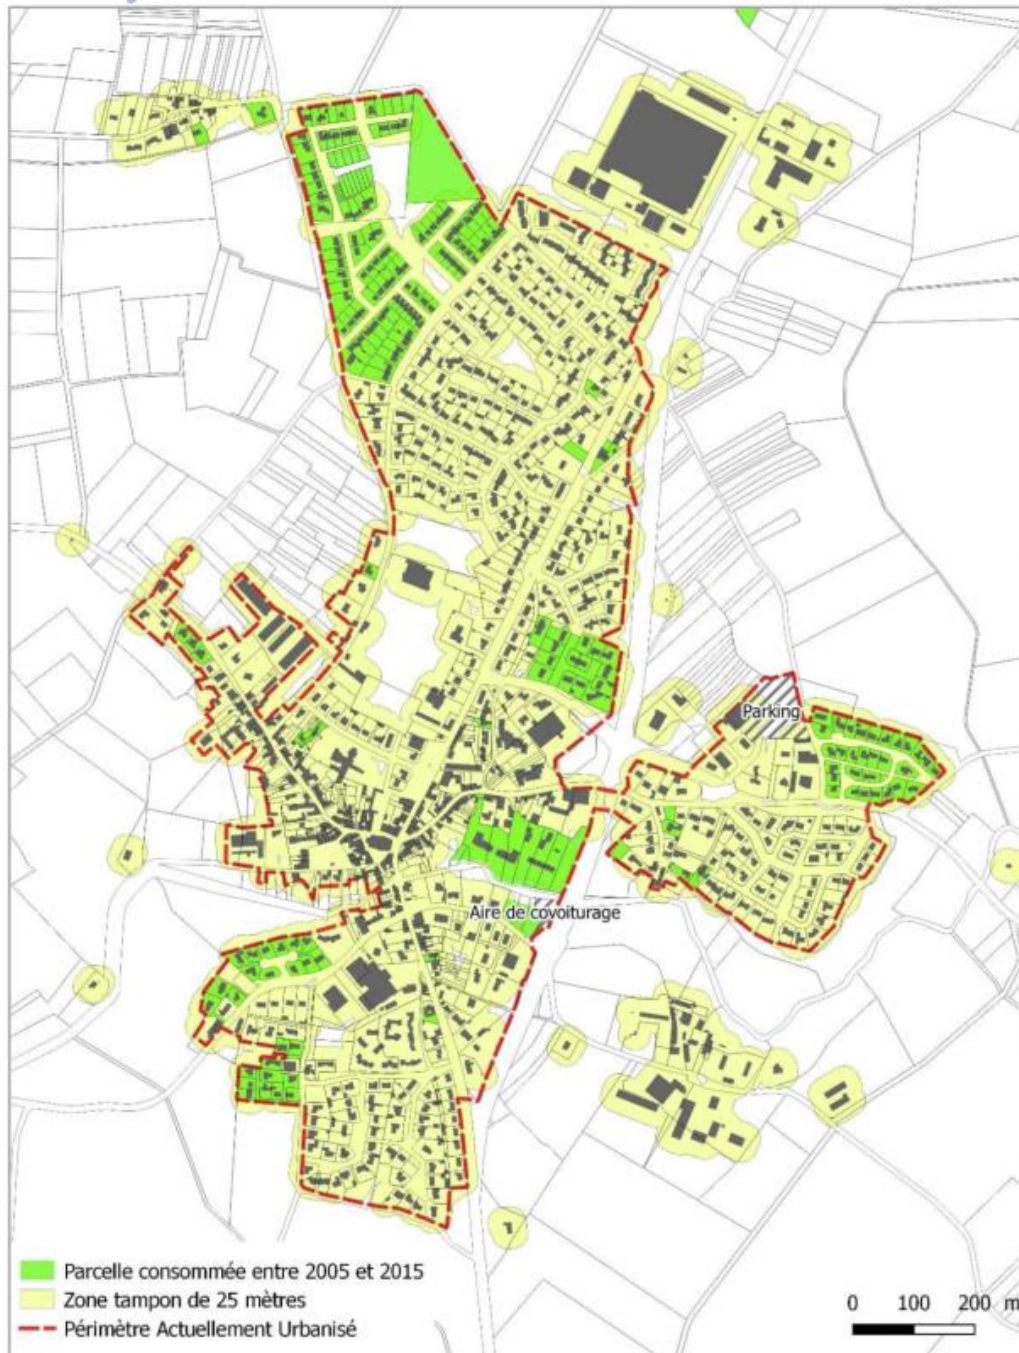 Parking
Aire de covoiturage
Parcelle consommée entre 2005 et 2015
Zone tampon de 25 mètres
Périmètre Actuellement Urbanisé
0 100 200 m